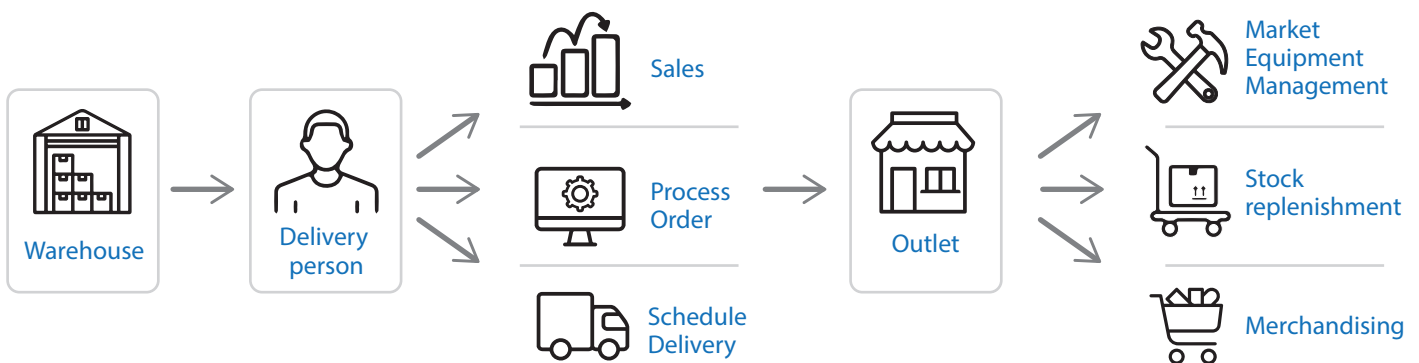 Warehouse
Delivery
person
Sales
Process
Order
Schedule
Delivery
Outlet
Market
Equipment
Management
Stock
replenishment
Merchandising